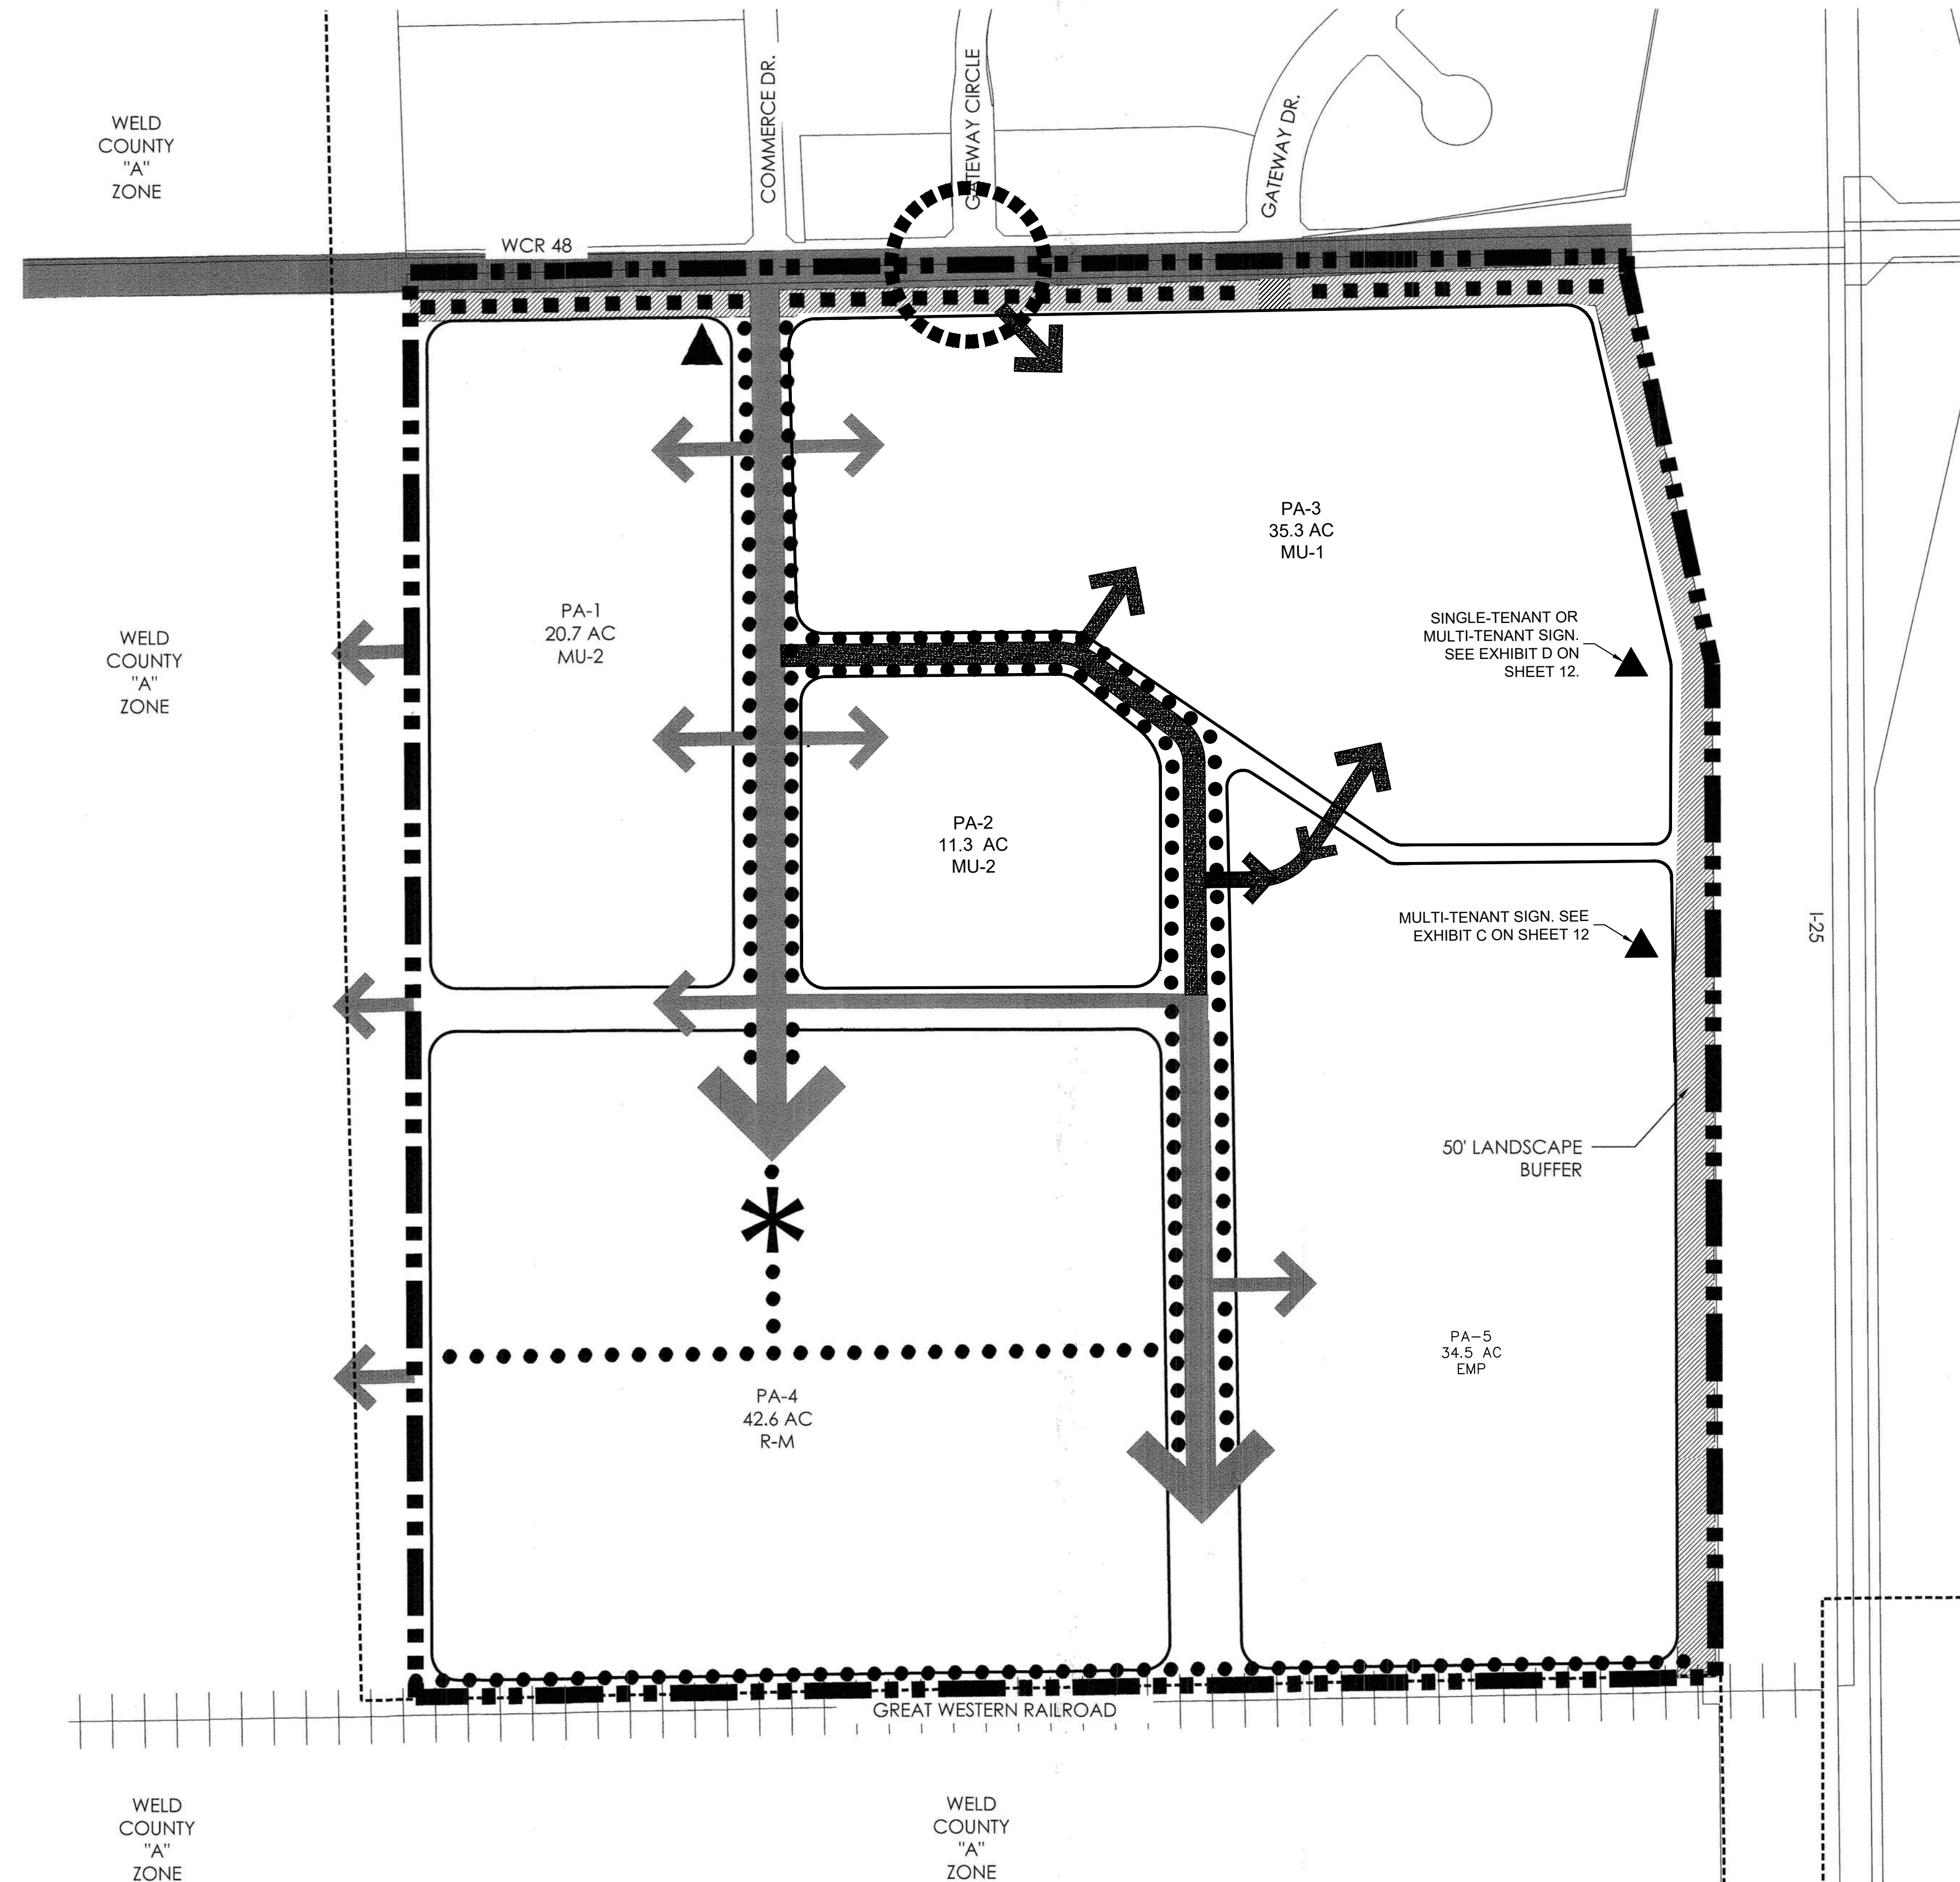 COMMERCE DR.
GATEWAY CIRCLE
GATEWAY DR.
WELD
COUNTY
"A"
ZONE
WCR 48
PA-3
35.3 AC
MU-1
PA-1
20.7 AC
MU-2
SINGLE-TENANT OR
MULTI-TENANT SIGN.
SEE EXHIBIT D ON
SHEET 12.
WELD
COUNTY
"A"
ZONE
PA-2
11.3 AC
MU-2
MULTI-TENANT SIGN. SEE
EXHIBIT C ON SHEET 12
I-25
50' LANDSCAPE
BUFFER
PA-5
34.5 AC
EMP
PA-4
42.6 AC
R-M
GREAT WESTERN RAILROAD
WELD
COUNTY
"A"
ZONE
WELD
COUNTY
"A"
ZONE